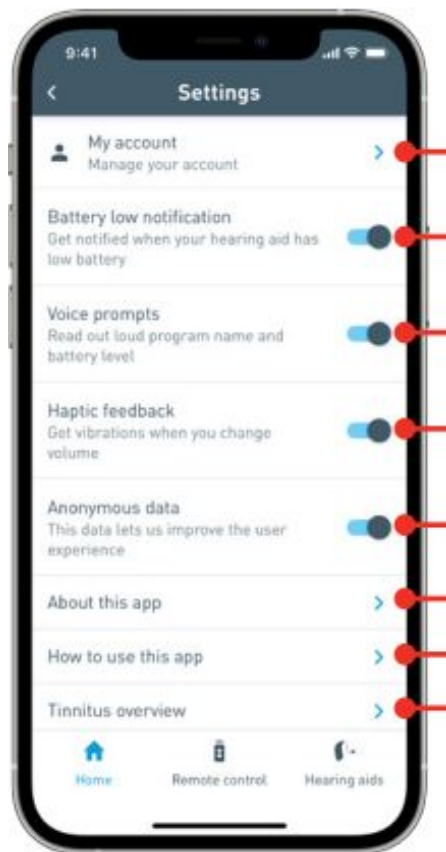 9:41
Settings
My account
Manage your account
Battery low notification
Get notified when your hearing aid has
low battery
Voice prompts
Read out loud program name and
battery level
Haptic feedback
Get vibrations when you change
volume
Anonymous data
This data lets us improve the user
experience
About this app
How to use this app
Tinnitus overview
Home
Remote control
Hearing aids